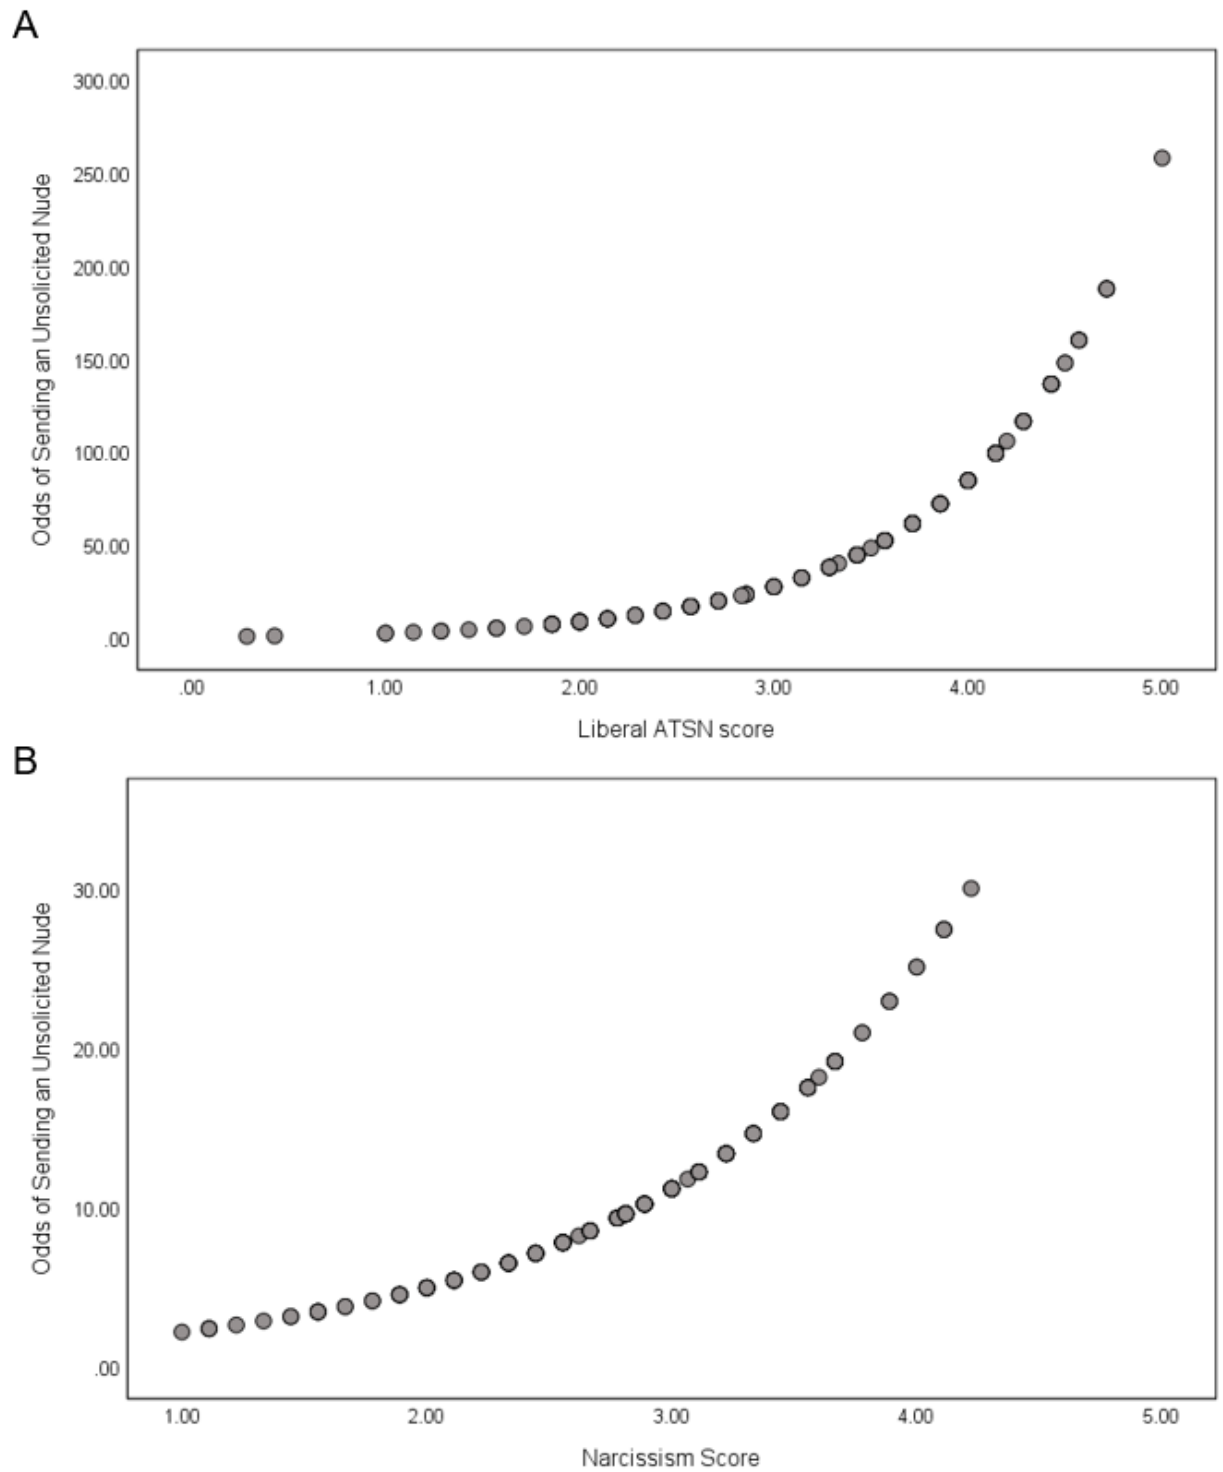 A
300.00
250.00
200.00
150.00
100.00
50.00
.00
Odds of Sending an Unsolicited Nude
.00 1.00 2.00 3.00 4.00 5.00
Liberal ATSN score
B
30.00
20.00
10.00
.00
Odds of Sending an Unsolicited Nude
1.00 2.00 3.00 4.00 5.00
Narcissism Score